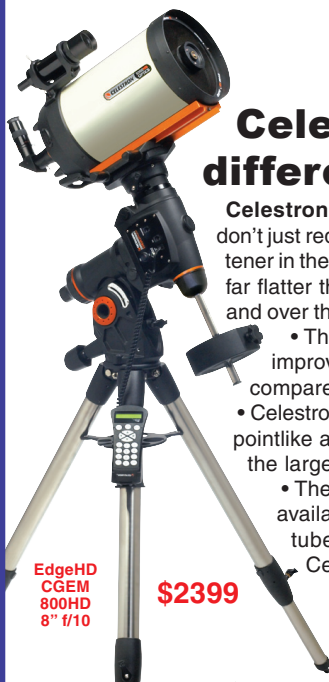 CELESTRON
Cele
differe
Celestron
don't just rec
tener in the
far flatter th
and over th
• Th
improv
compare
• Celestro
pointlike a
the large
• The
availa
tube
Ce
EdgeHD
CGEM
800HD
8" f/10
$2399